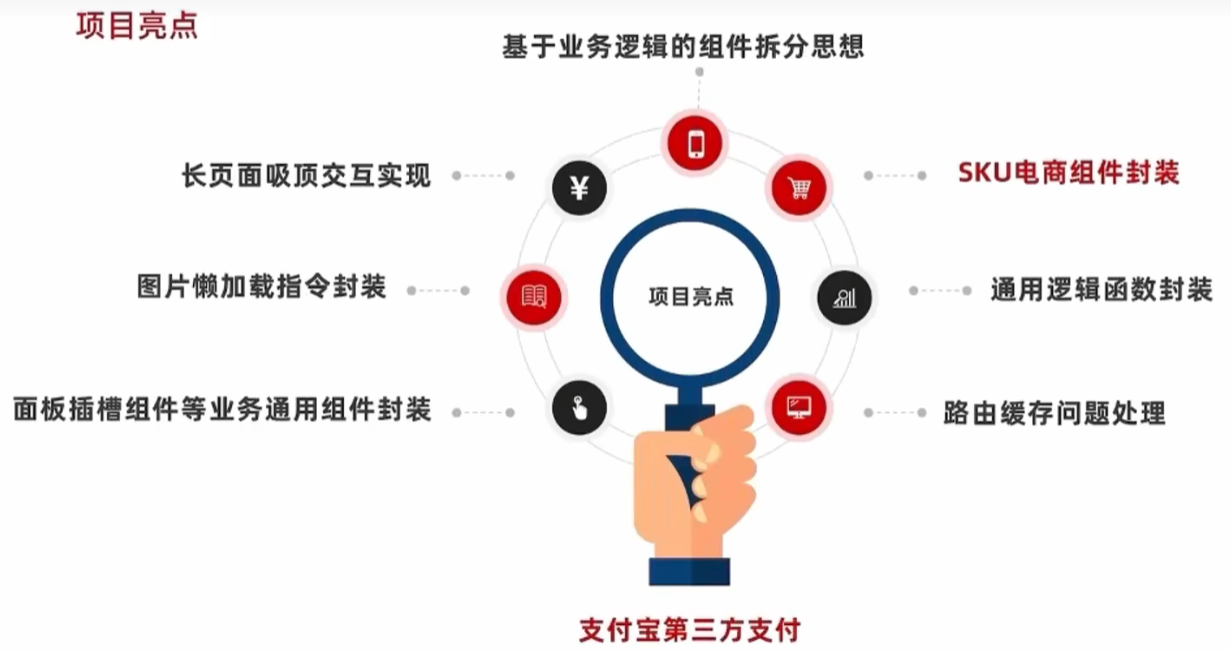 项目亮点
基于业务逻辑的组件拆分思想
长页面吸顶交互实现
¥
SKU电商组件封装
图片懒加载指令封装
项目亮点
通用逻辑函数封装
面板插槽组件等业务通用组件封装
路由缓存问题处理
支付宝第三方支付